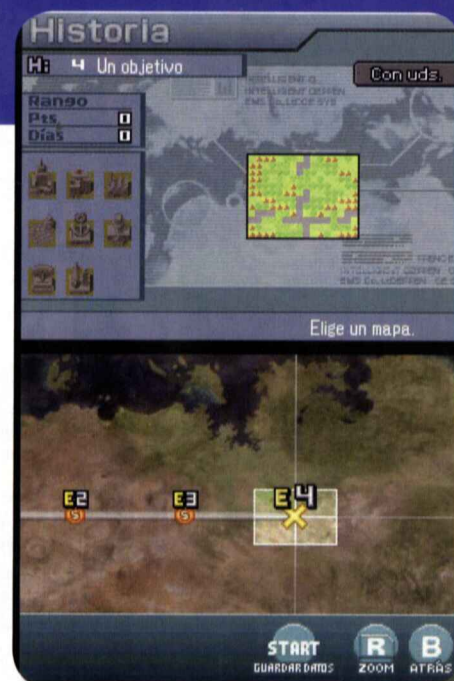 Historia
H: 4 Un objetivo
Con uds.
Rango
Pts. 0
Días 0
Elige un mapa.
E2
E3
E4
S
S
START
R
B
GUARDAR DATOS
ZOOM
ATRÁS